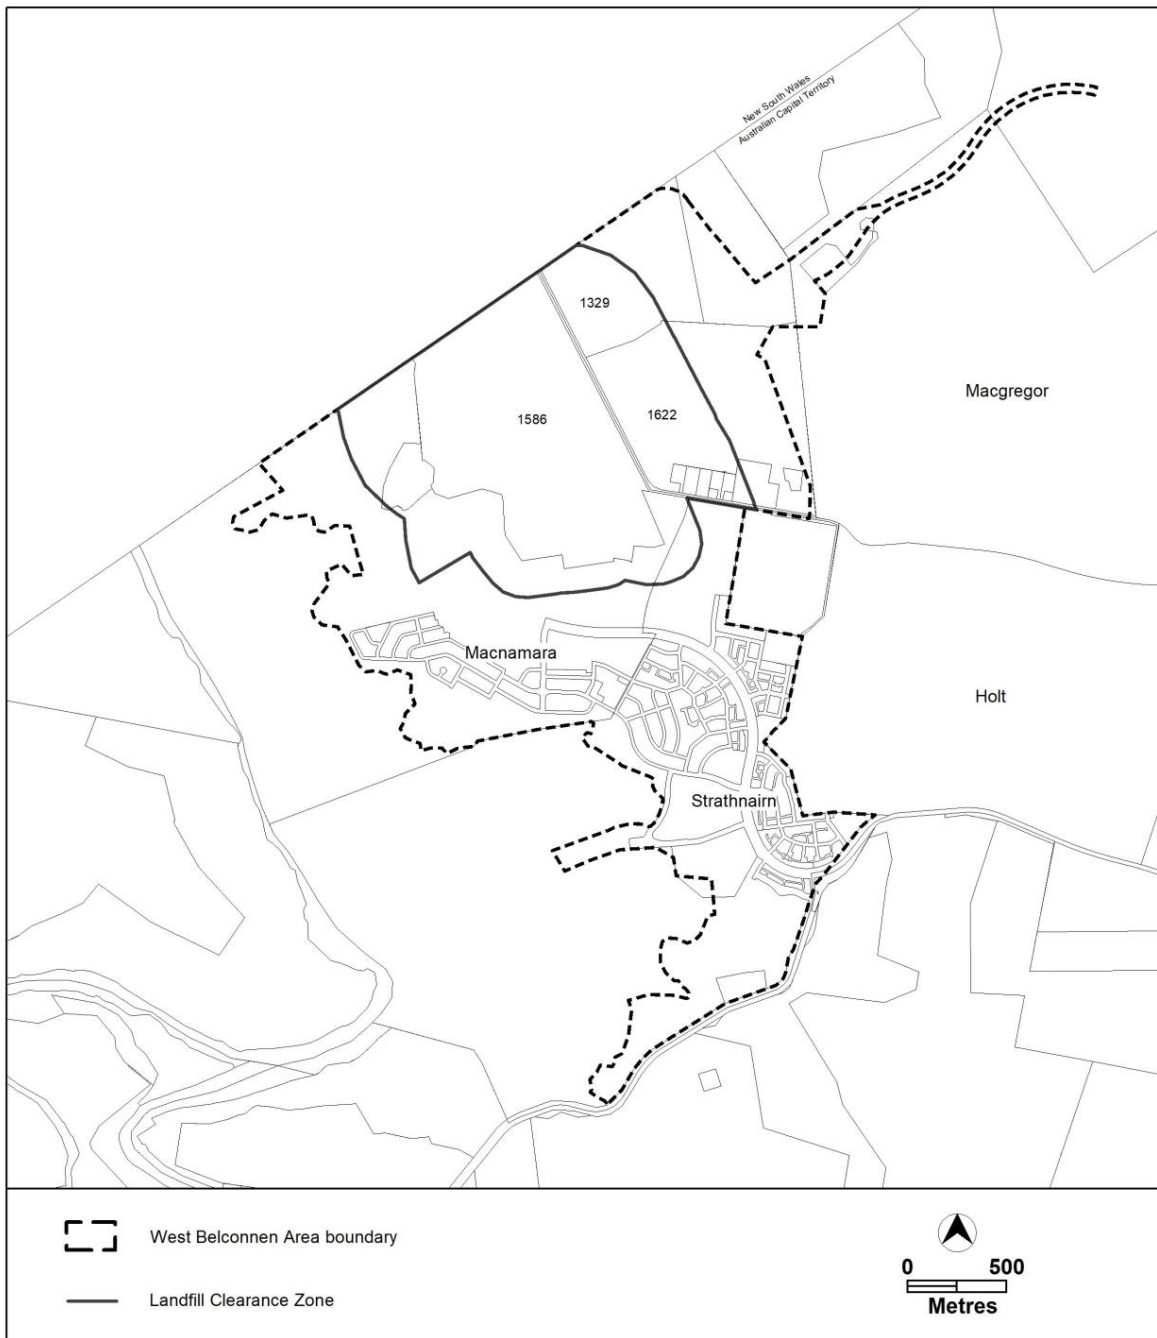 New South Wales
Australian Capital Territory
1329
Macgregor
1586
1622
Macnamara
Holt
Strathnairn
West Belconnen Area boundary
0 500
Metres
Landfill Clearance Zone